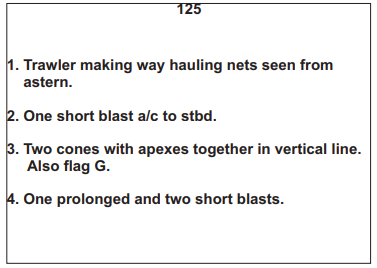 125
1. Trawler making way hauling nets seen from
astern.
2. One short blast a/c to stbd.
3. Two cones with apexes together in vertical line.
Also flag G.
4. One prolonged and two short blasts.